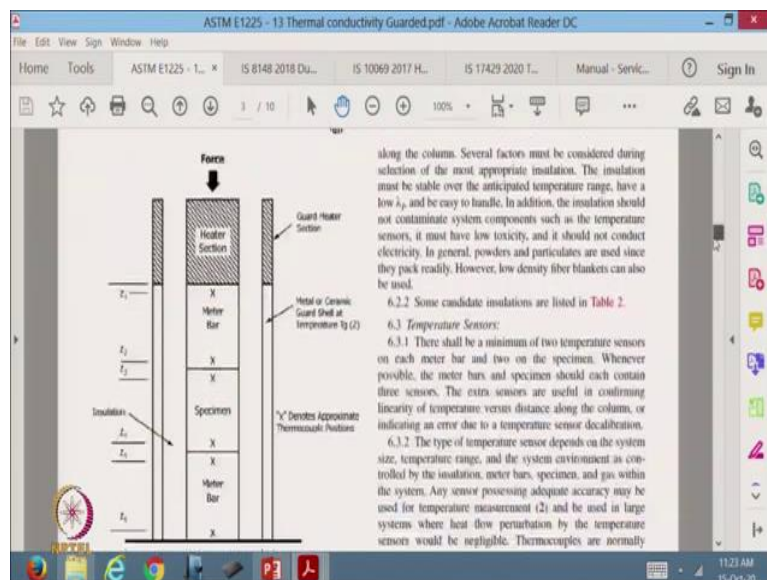 ASTM E1225 - 13 Thermal conductivity Guarded.pdf - Adobe Acrobat Reader DC
File Edit View Sign Window Help
Home Tools ASTM E1225 - 1... × IS 8148 2018 Du... IS 10069 2017 H... IS 17429 2020 T... Manual - Servic... Sign In
3 / 10 100%
Force
Heater
Section
Guard Heater
Section
t₁
X
Meter
Bar
Metal or Ceramic
Guard Shell at
Temperature Tg (Z)
t₂
X
t₃
X
Specimen
Insulation
"X" Denotes Approximate
Thermocouple Positions
t₄
X
t₅
X
Meter
Bar
t₆
X
along the column. Several factors must be considered during
selection of the most appropriate insulation. The insulation
must be stable over the anticipated temperature range, have a
low λI, and be easy to handle. In addition, the insulation should
not contaminate system components such as the temperature
sensors, it must have low toxicity, and it should not conduct
electricity. In general, powders and particulates are used since
they pack readily. However, low density fiber blankets can also
be used.
6.2.2 Some candidate insulations are listed in Table 2.
6.3 Temperature Sensors:
6.3.1 There shall be a minimum of two temperature sensors
on each meter bar and two on the specimen. Whenever
possible, the meter bars and specimen should each contain
three sensors. The extra sensors are useful in confirming
linearity of temperature versus distance along the column, or
indicating an error due to a temperature sensor decalibration.
6.3.2 The type of temperature sensor depends on the system
size, temperature range, and the system environment as con-
trolled by the insulation, meter bars, specimen, and gas within
the system. Any sensor possessing adequate accuracy may be
used for temperature measurement (2) and be used in large
systems where heat flow perturbation by the temperature
sensors would be negligible. Thermocouples are normally
NPTEL
11:23 AM
15-Oct-20